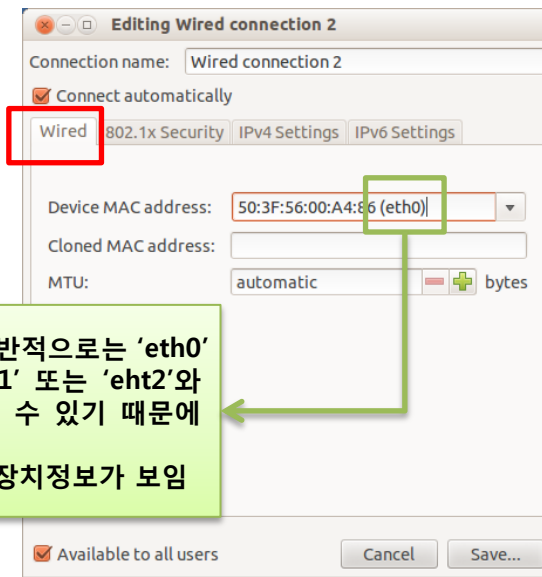 Editing Wired connection 2
Connection name: Wired connection 2
Connect automatically
Wired 802.1x Security IPv4 Settings IPv6 Settings
Device MAC address: 50:3F:56:00:A4:86 (eth0)
Cloned MAC address:
MTU: automatic bytes
반적으로는 ‘eth0’
1’ 또는 ‘eht2’와
수 있기 때문에
장치정보가 보임
Available to all users Cancel Save...